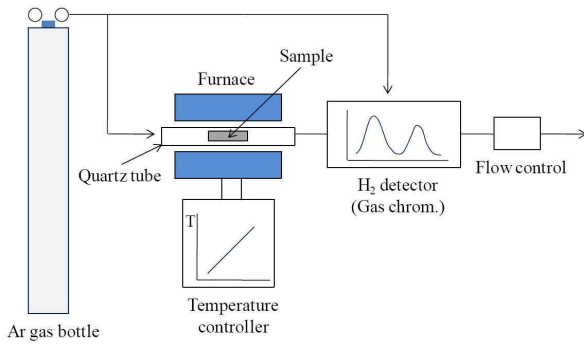 Sample
Furnace
Quartz tube
H₂ detector
(Gas chrom.)
Flow control
T
Temperature
controller
Ar gas bottle